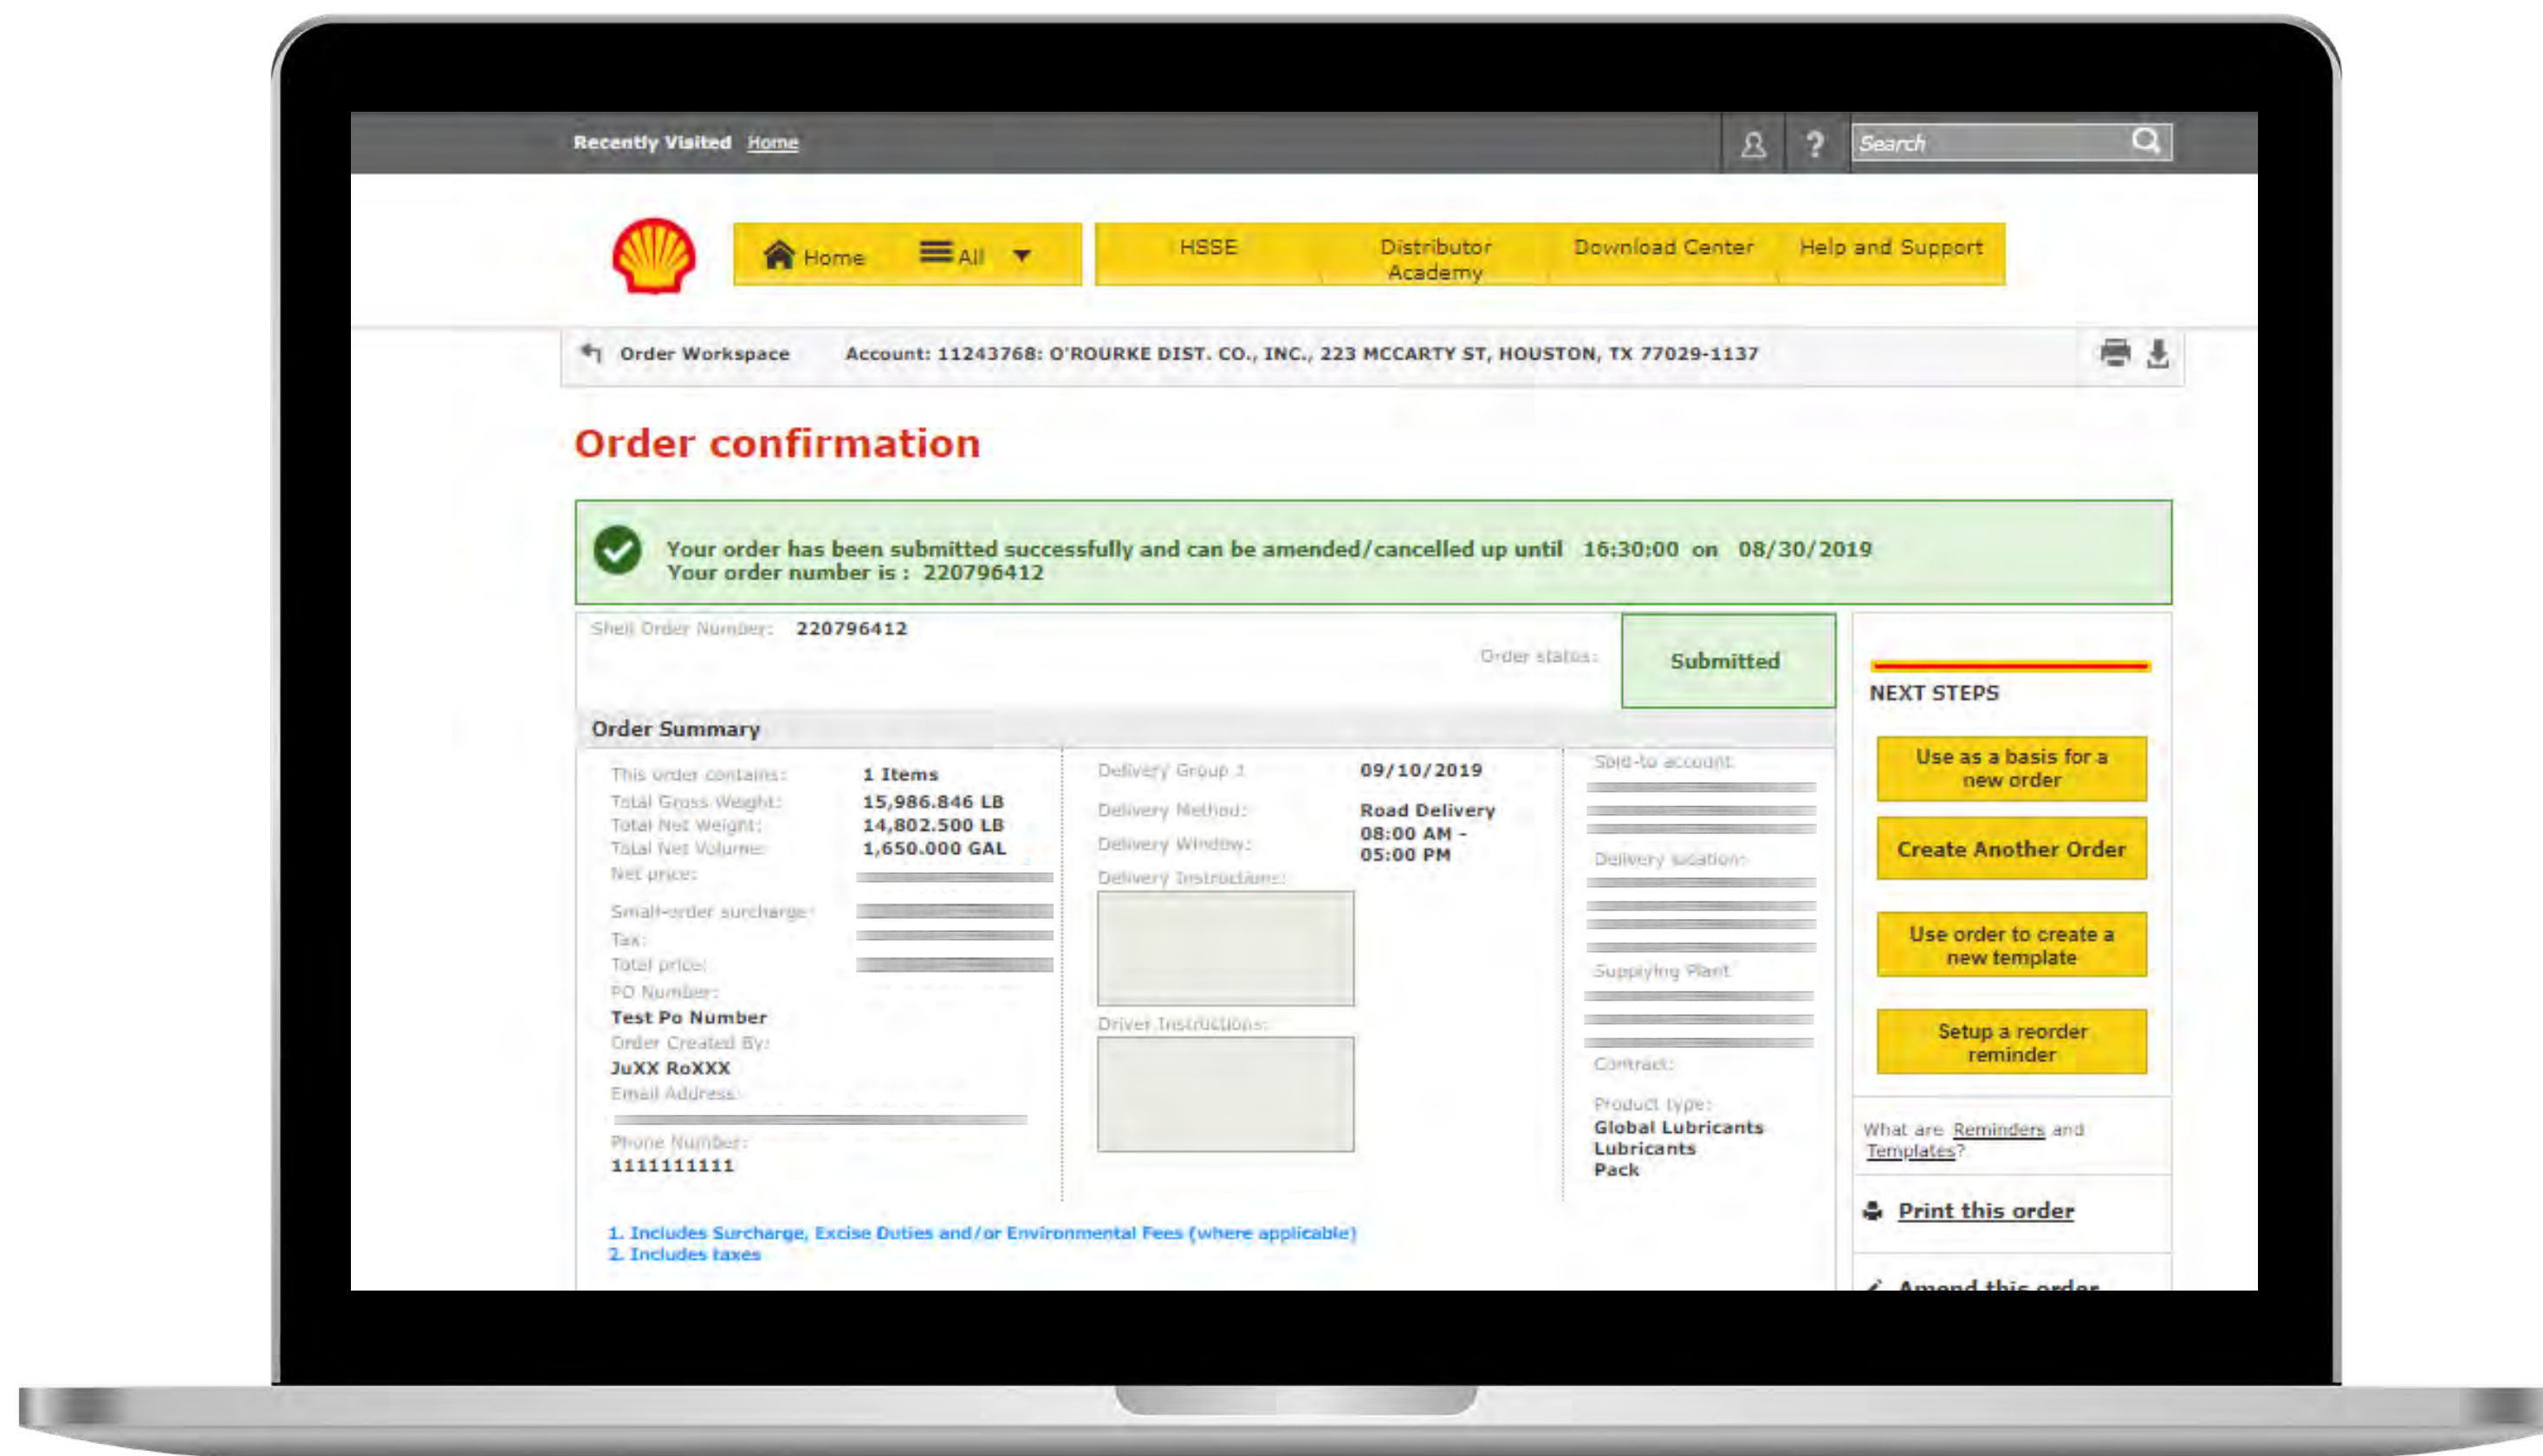 Recently Visited Home
? Search
Home All HSSE Distributor Academy Download Center Help and Support
Order Workspace Account: 11243768: O'ROURKE DIST. CO., INC., 223 MCCARTY ST, HOUSTON, TX 77029-1137
Order confirmation
Your order has been submitted successfully and can be amended/cancelled up until 16:30:00 on 08/30/2019
Your order number is : 220796412
Shell Order Number: 220796412
Order status: Submitted
Order Summary
This order contains: 1 Items
Total Gross Weight: 15,986.846 LB
Total Net Weight: 14,802.500 LB
Total Net Volume: 1,650.000 GAL
Net price:
Small-order surcharge:
Tax:
Total price:
PO Number:
Test Po Number
Order Created By:
JuXX RoXXX
Email Address:
Phone Number:
1111111111
Delivery Group 1 09/10/2019
Delivery Method: Road Delivery
Delivery Window: 08:00 AM -
05:00 PM
Delivery Instructions:
Driver Instructions:
Sold-to account
Delivery location:
Supplying Plant
Contract:
Product type:
Global Lubricants
Lubricants
Pack
1. Includes Surcharge, Excise Duties and/or Environmental Fees (where applicable)
2. Includes taxes
NEXT STEPS
Use as a basis for a
new order
Create Another Order
Use order to create a
new template
Setup a reorder
reminder
What are Reminders and
Templates?
Print this order
Amend this order